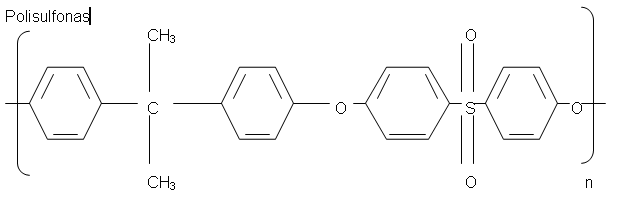 Polisulfonas
CH3 O
C O S O
CH3 O n